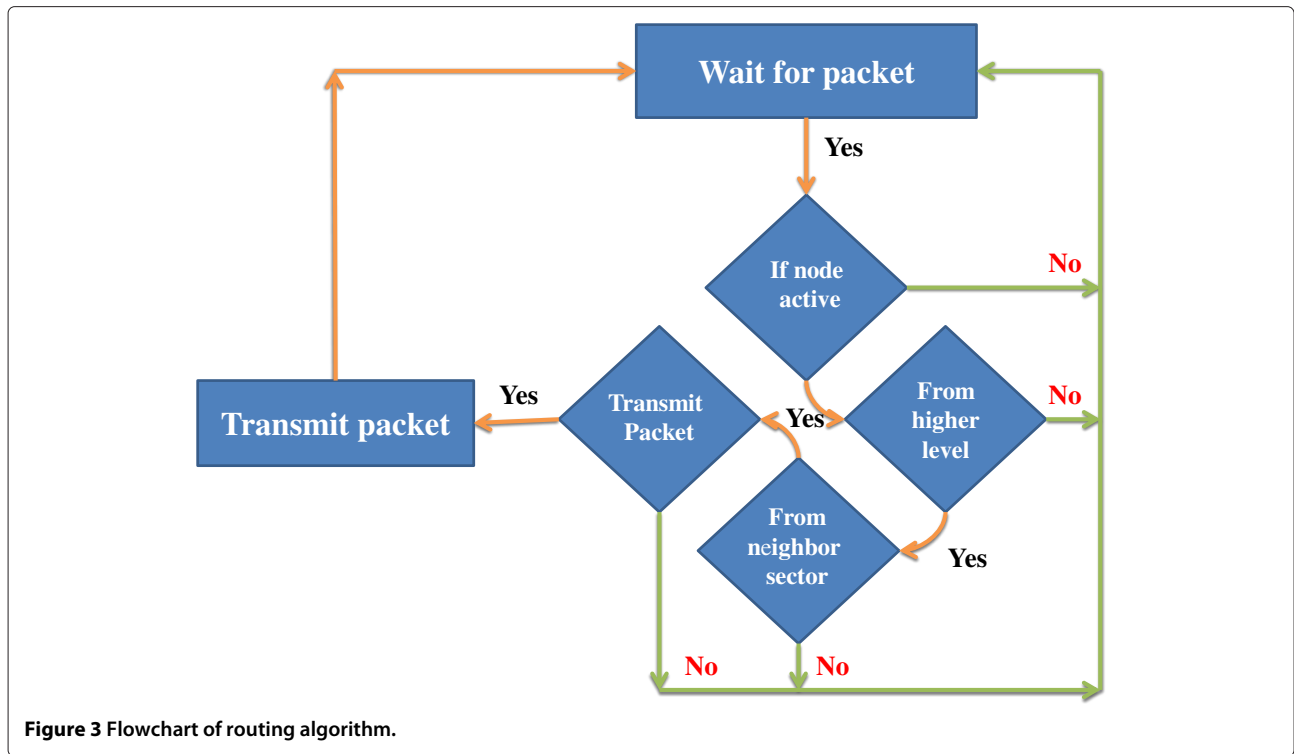 Wait for packet
Yes
If node
active
No
From
higher
level
No
Yes
Transmit
Packet
Yes
Transmit packet
From
neighbor
sector
Yes
No
No
Figure 3 Flowchart of routing algorithm.